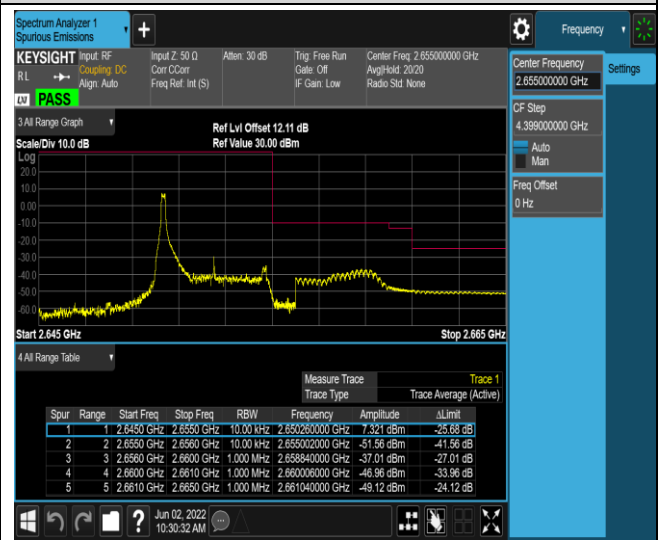 Spectrum Analyzer 1
Spurious Emissions
+
Frequency
KEYSIGHT Input: RF Input Z: 50 Ω Atten: 30 dB Trig: Free Run Center Freq: 2.655000000 GHz
R L Coupling: DC Corr CCorr Gate: Off Avg|Hold: 20/20
Align: Auto Freq Ref: Int (S) IF Gain: Low Radio Std: None
LXI PASS
Center Frequency
2.655000000 GHz
Settings
CF Step
4.399000000 GHz
Auto
Man
Freq Offset
0 Hz
3 All Range Graph
Ref Lvl Offset 12.11 dB
Scale/Div 10.0 dB Ref Value 30.00 dBm
Log
20.0
10.0
0.00
-10.0
-20.0
-30.0
-40.0
-50.0
-60.0
Start 2.645 GHz Stop 2.665 GHz
4 All Range Table
Measure Trace Trace 1
Trace Type Trace Average (Active)
Spur Range Start Freq Stop Freq RBW Frequency Amplitude ΔLimit
1 1 2.6450 GHz 2.6550 GHz 10.00 kHz 2.650260000 GHz 7.321 dBm -25.68 dB
2 2 2.6550 GHz 2.6560 GHz 10.00 kHz 2.655002000 GHz -51.56 dBm -41.56 dB
3 3 2.6560 GHz 2.6600 GHz 1.000 MHz 2.658840000 GHz -37.01 dBm -27.01 dB
4 4 2.6600 GHz 2.6610 GHz 1.000 MHz 2.660006000 GHz -46.96 dBm -33.96 dB
5 5 2.6610 GHz 2.6650 GHz 1.000 MHz 2.661040000 GHz -49.12 dBm -24.12 dB
? Jun 02, 2022
10:30:32 AM